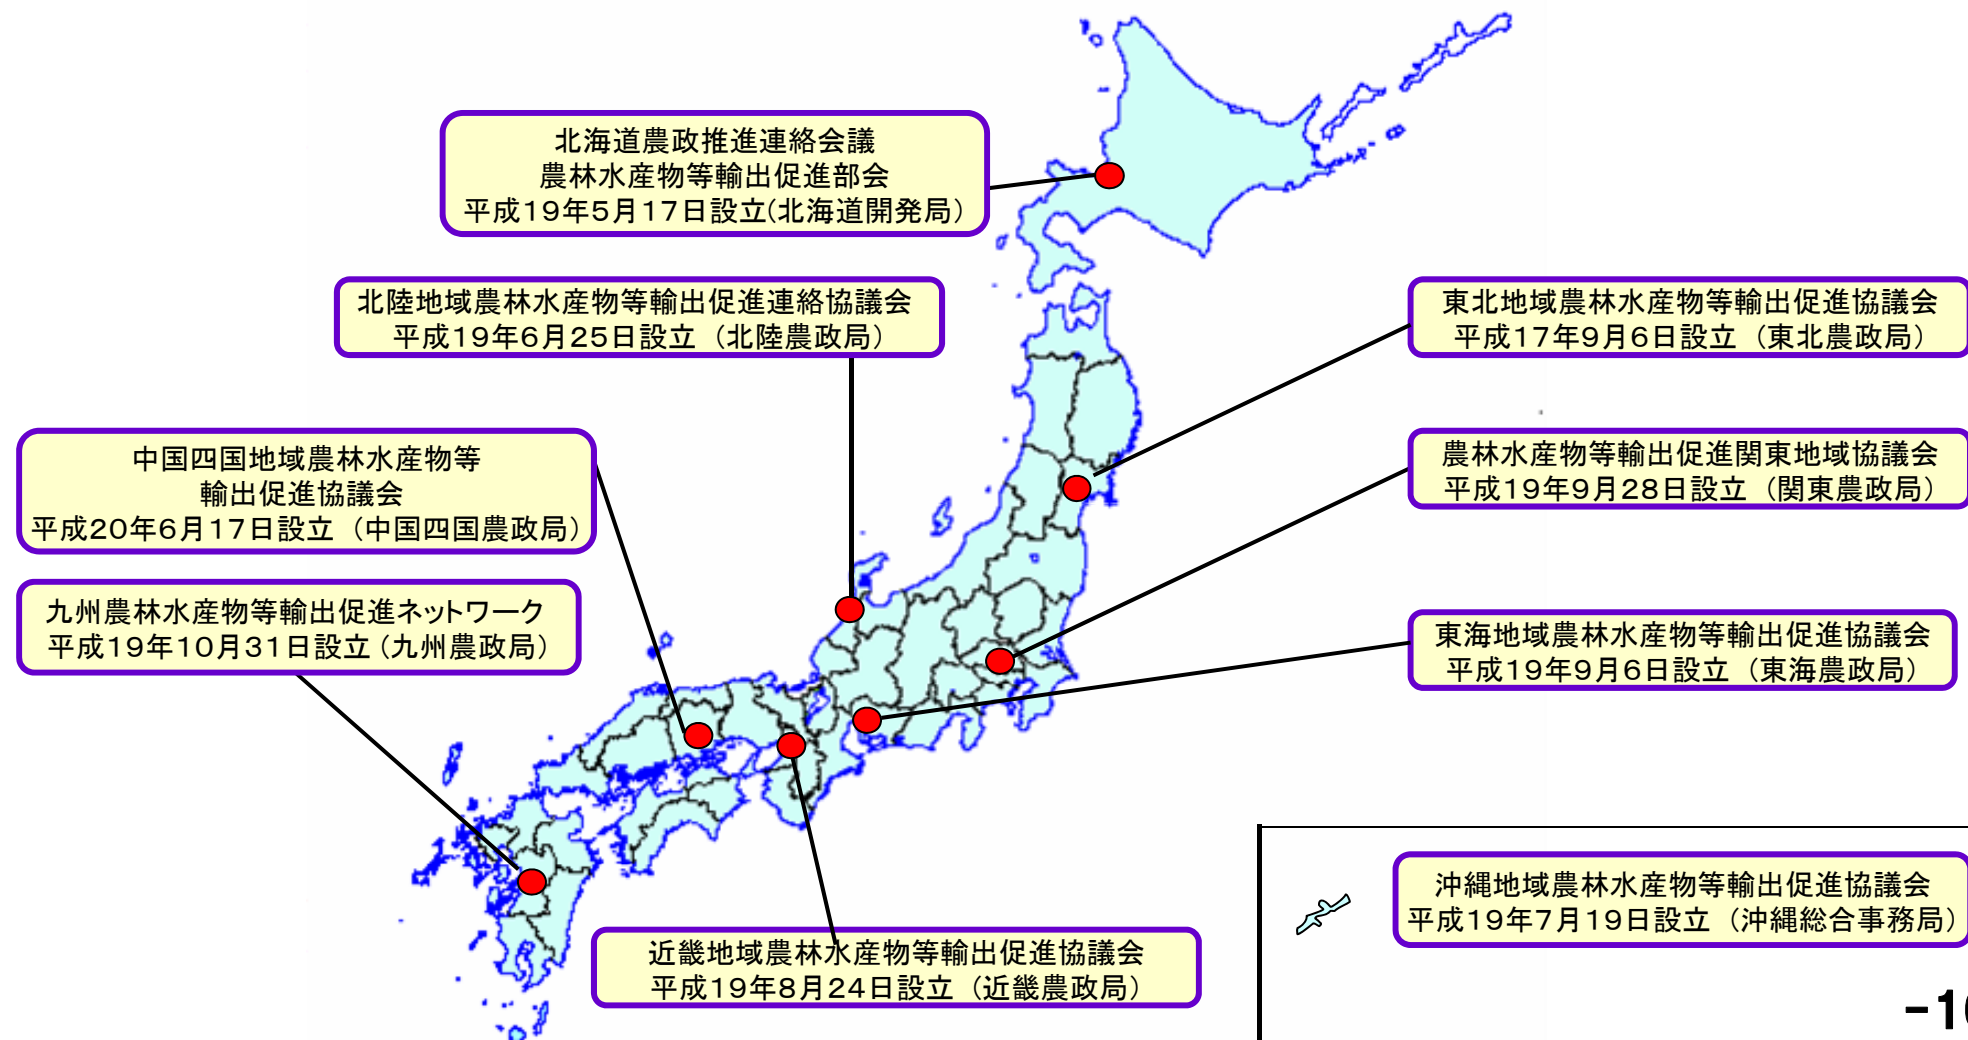 北海道農政推進連絡会議
農林水産物等輸出促進部会
平成19年5月17日設立(北海道開発局)
北陸地域農林水産物等輸出促進連絡協議会
平成19年6月25日設立（北陸農政局）
東北地域農林水産物等輸出促進協議会
平成17年9月6日設立（東北農政局）
中国四国地域農林水産物等
輸出促進協議会
平成20年6月17日設立（中国四国農政局）
農林水産物等輸出促進関東地域協議会
平成19年9月28日設立（関東農政局）
九州農林水産物等輸出促進ネットワーク
平成19年10月31日設立（九州農政局）
東海地域農林水産物等輸出促進協議会
平成19年9月6日設立（東海農政局）
沖縄地域農林水産物等輸出促進協議会
平成19年7月19日設立（沖縄総合事務局）
近畿地域農林水産物等輸出促進協議会
平成19年8月24日設立（近畿農政局）